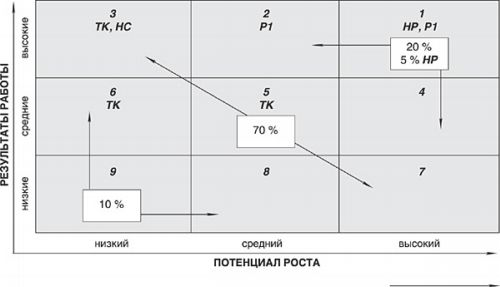 РЕЗУЛЬТАТЫ РАБОТЫ
высокие
средние
низкие
3
ТК, НС
2
Р1
1
НР, Р1
20 %
5 % НР
6
ТК
5
ТК
4
70 %
9
8
7
10 %
низкий
средний
высокий
ПОТЕНЦИАЛ РОСТА